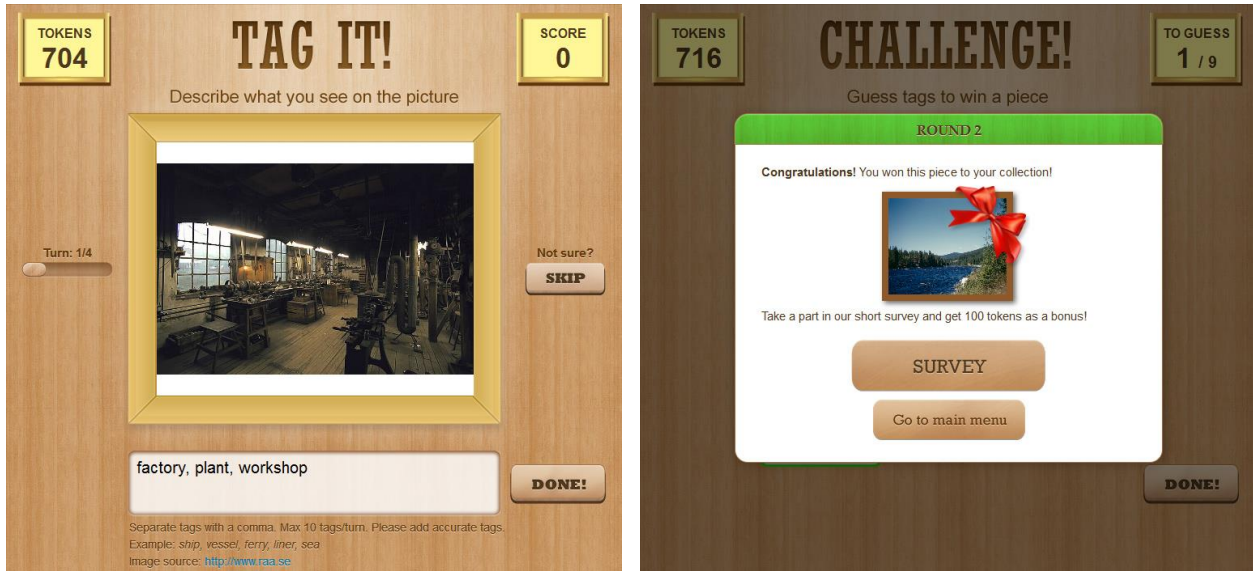 TOKENS
704
TAG IT!
SCORE
0
Describe what you see on the picture
Turn: 1/4
Not sure?
SKIP
factory, plant, workshop
DONE!
Separate tags with a comma. Max 10 tags/turn. Please add accurate tags.
Example: ship, vessel, ferry, liner, sea
Image source: http://www.raa.se
TOKENS
716
CHALLENGE!
TO GUESS
1 / 9
Guess tags to win a piece
ROUND 2
Congratulations! You won this piece to your collection!
Take a part in our short survey and get 100 tokens as a bonus!
SURVEY
Go to main menu
DONE!